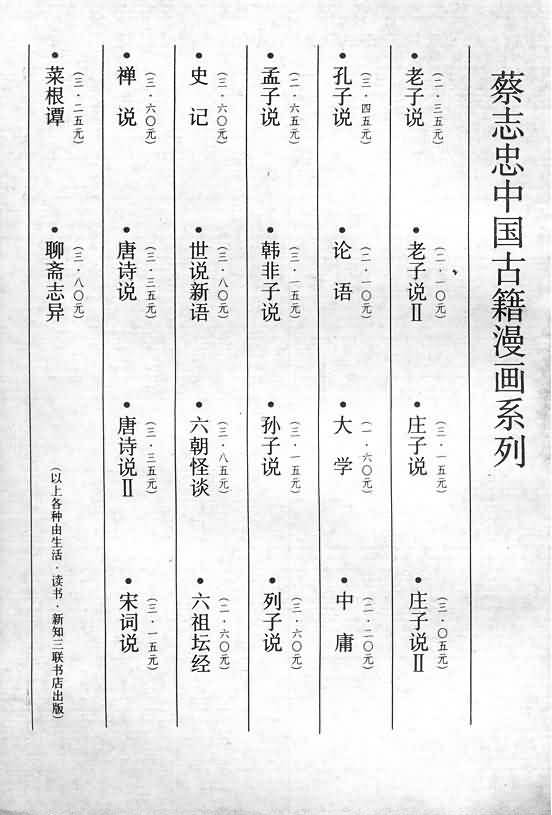 蔡志忠中国古籍漫画系列
•老子说(二·三五元)
•老子说Ⅱ(二·一〇元)
•庄子说(三·一五元)
•庄子说Ⅱ(三·〇五元)
•孔子说(三·四五元)
•论语(二·一〇元)
•大学(一·六〇元)
•中庸(二·二〇元)
•孟子说(二·六五元)
•韩非子说(三·一五元)
•孙子说(三·一五元)
•列子说(三·六〇元)
•史记(三·六〇元)
•世说新语(三·八〇元)
•六朝怪谈(三·八五元)
•六祖坛经(二·六〇元)
•禅说(三·六〇元)
•唐诗说(三·三五元)
•唐诗说Ⅱ(三·三五元)
•宋词说(三·一五元)
•菜根谭(三·二五元)
•聊斋志异(三·八〇元)
(以上各种由生活·读书·新知三联书店出版)